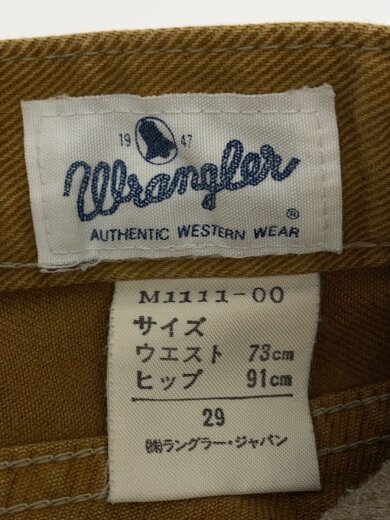 19 47
Wrangler
®
AUTHENTIC WESTERN WEAR
M1111-00
サイズ
ウエスト 73cm
ヒップ 91cm
29
㈱ラングラー・ジャパン